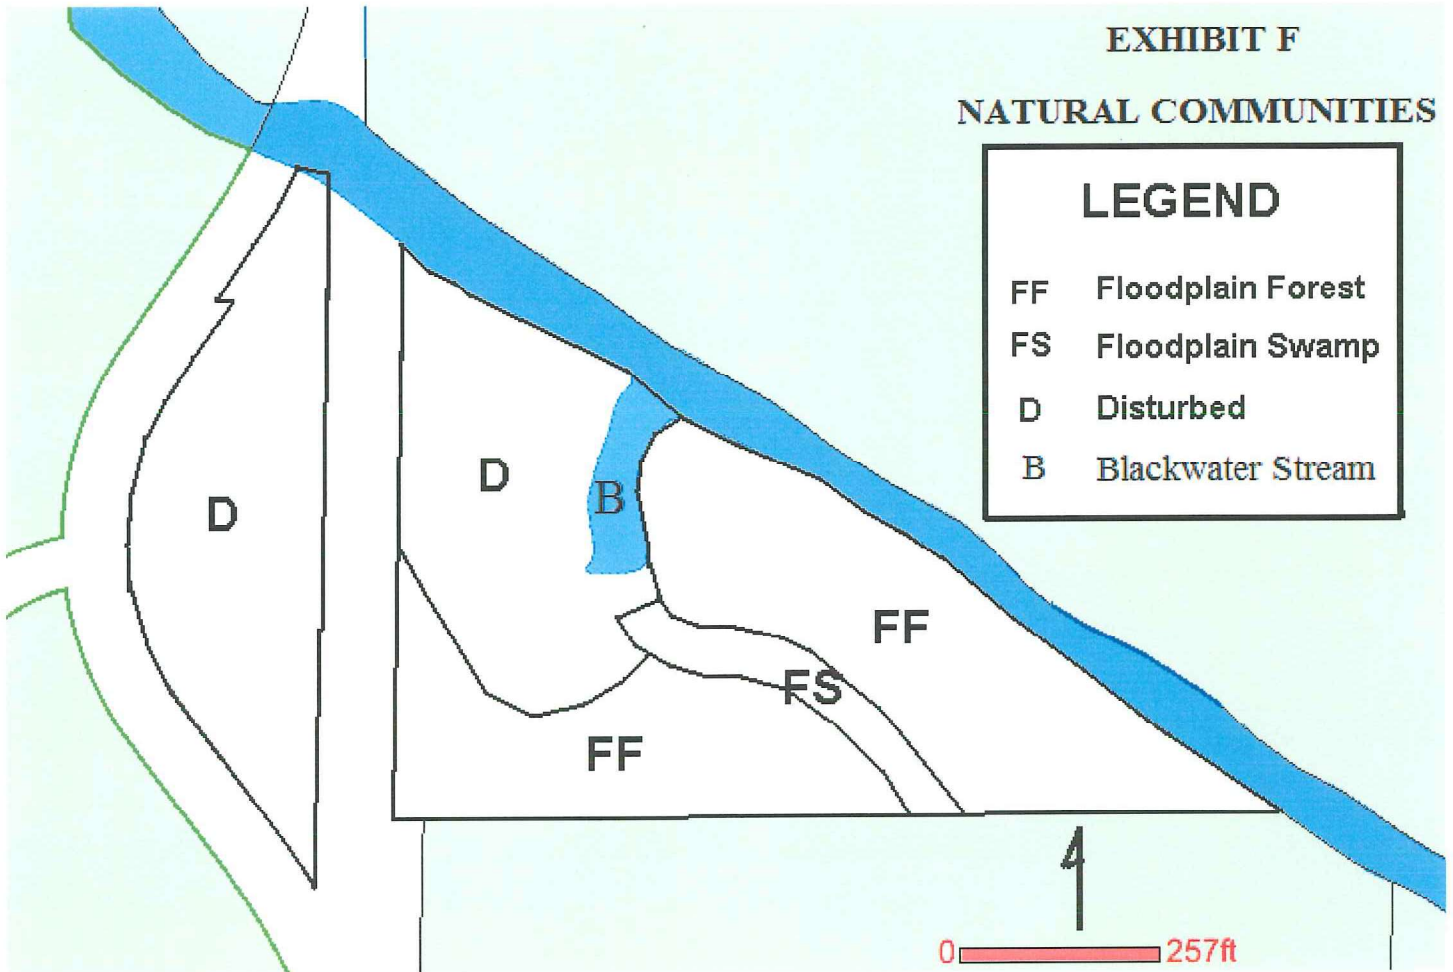 EXHIBIT F
NATURAL COMMUNITIES
LEGEND
FF Floodplain Forest
FS Floodplain Swamp
D Disturbed
B Blackwater Stream
D
B
D
FF
FS
FF
0 257ft